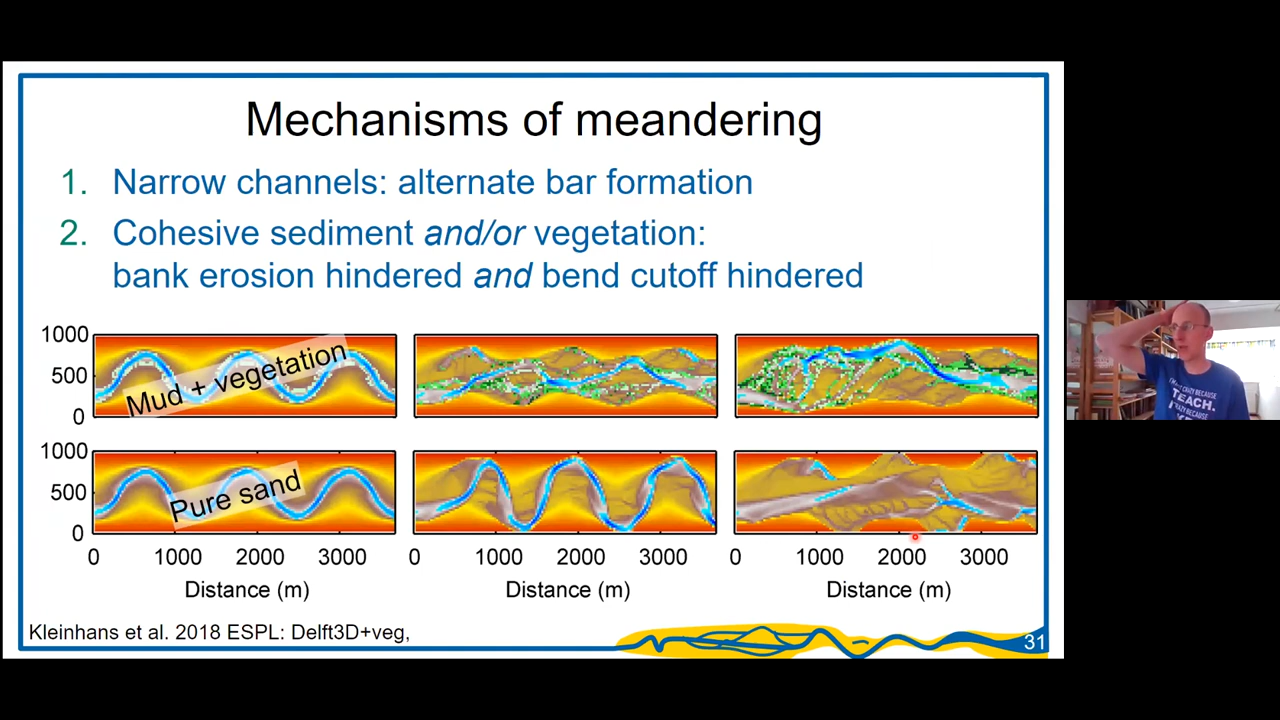 Mechanisms of meandering
1. Narrow channels: alternate bar formation
2. Cohesive sediment and/or vegetation:
bank erosion hindered and bend cutoff hindered
1000
500
0
Mud + vegetation
1000
500
0
Pure sand
0 1000 2000 3000 0 1000 2000 3000 0 1000 2000 3000
Distance (m) Distance (m) Distance (m)
Kleinhans et al. 2018 ESPL: Delft3D+veg,
31
TEACH.